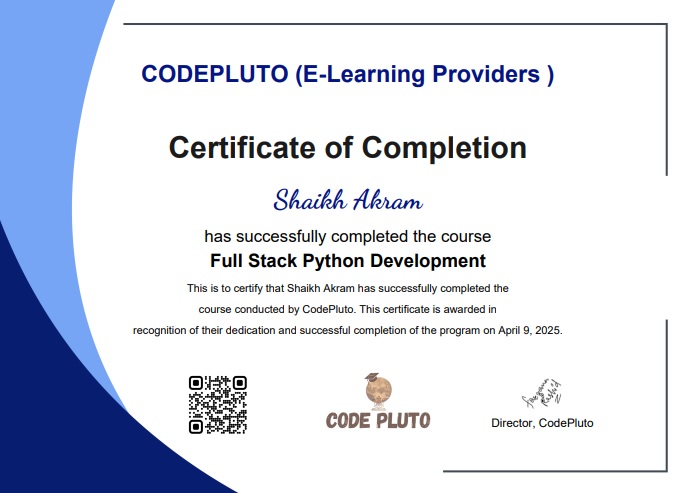 CODEPLUTO (E-Learning Providers )
Certificate of Completion
Shaikh Akram
has successfully completed the course
Full Stack Python Development
This is to certify that Shaikh Akram has successfully completed the
course conducted by CodePluto. This certificate is awarded in
recognition of their dedication and successful completion of the program on April 9, 2025.
CODE PLUTO
Director, CodePluto